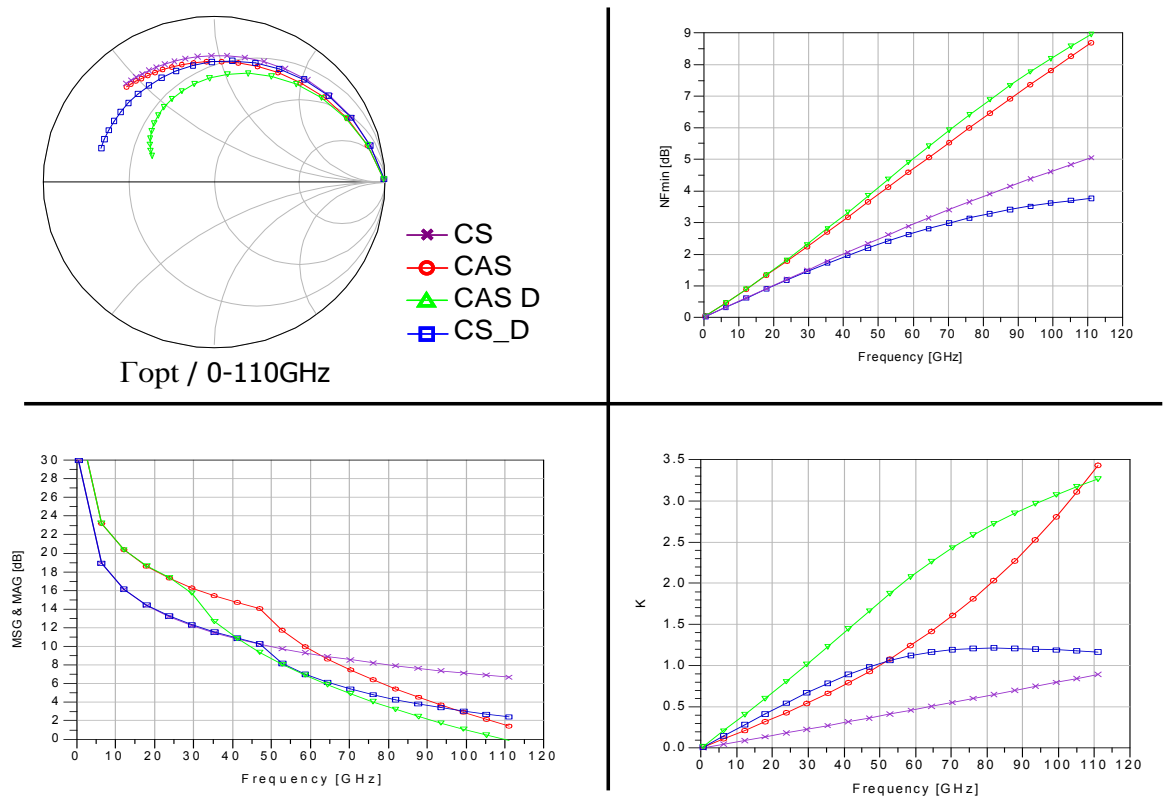 CS
CAS
CAS D
CS_D
Γopt / 0-110GHz
NFmin [dB]
9
8
7
6
5
4
3
2
1
0
0 10 20 30 40 50 60 70 80 90 100 110 120
Frequency [GHz]
MSG & MAG [dB]
30
28
26
24
22
20
18
16
14
12
10
8
6
4
2
0
0 10 20 30 40 50 60 70 80 90 100 110 120
Frequency [GHz]
K
3.5
3.0
2.5
2.0
1.5
1.0
0.5
0.0
0 10 20 30 40 50 60 70 80 90 100 110 120
Frequency [GHz]